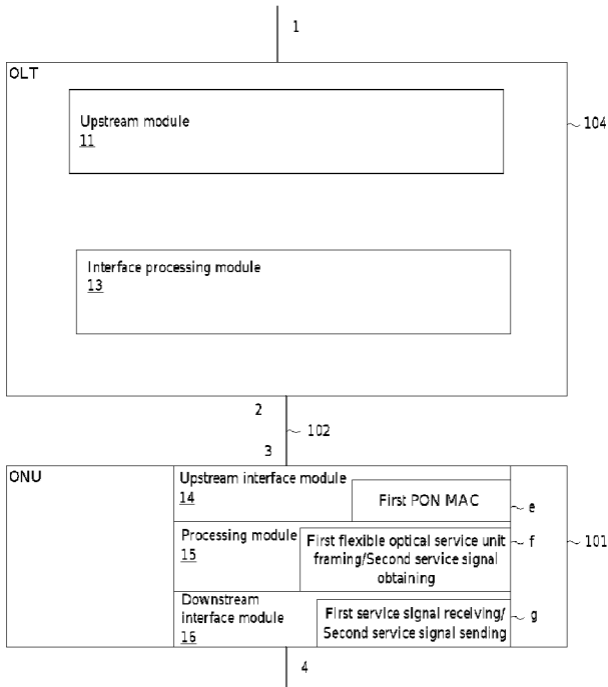 1
OLT
Upstream module
11
104
Interface processing module
13
2
102
3
ONU
Upstream interface module
14
First PON MAC
e
Processing module
15
First flexible optical service unit
framing/Second service signal
obtaining
f
101
Downstream
interface module
16
First service signal receiving/
Second service signal sending
g
4